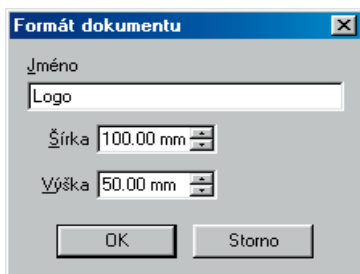 Formát dokumentu
Jméno
Logo
Šířka 100.00 mm
Výška 50.00 mm
OK Storno